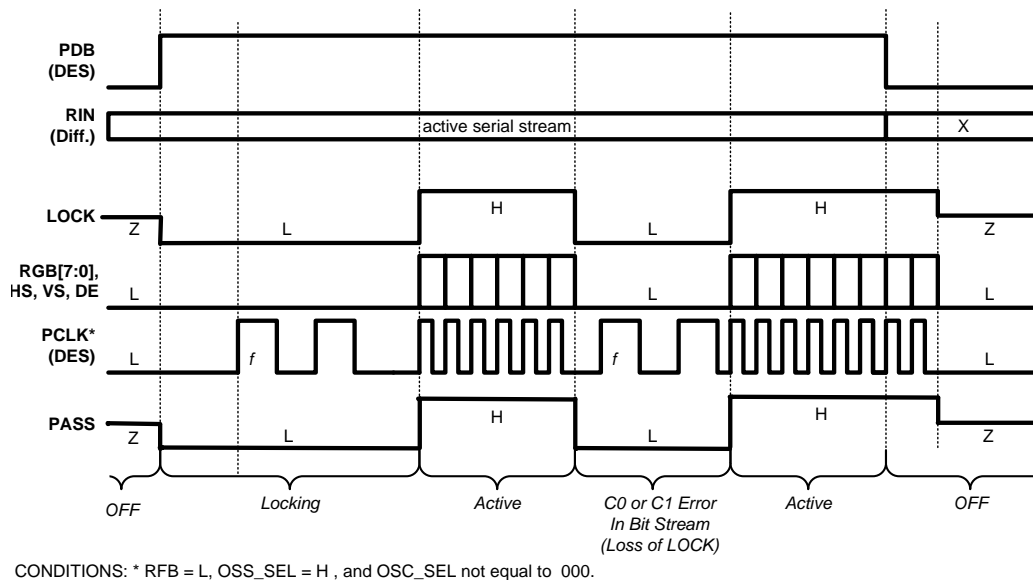 PDB
(DES)
RIN
(Diff.)
active serial stream
X
LOCK
Z
L
H
L
H
Z
RGB[7:0],
HS, VS, DE
L
L
L
PCLK*
(DES)
L
f
f
L
PASS
Z
L
H
L
H
Z
OFF
Locking
Active
C0 or C1 Error
In Bit Stream
(Loss of LOCK)
Active
OFF
CONDITIONS: * RFB = L, OSS_SEL = H , and OSC_SEL not equal to 000.